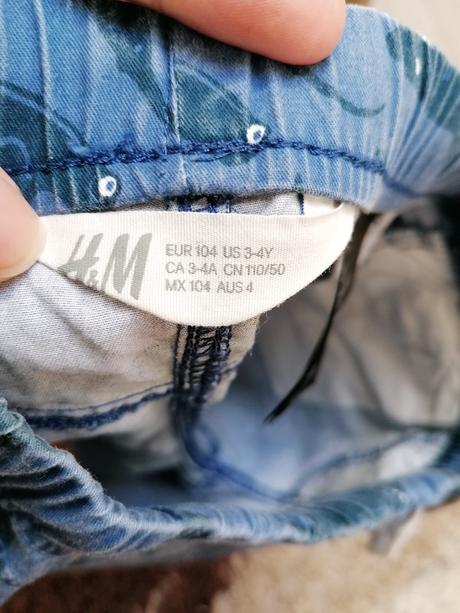 H&M
EUR 104 US 3-4Y
CA 3-4A CN 110/50
MX 104 AUS 4